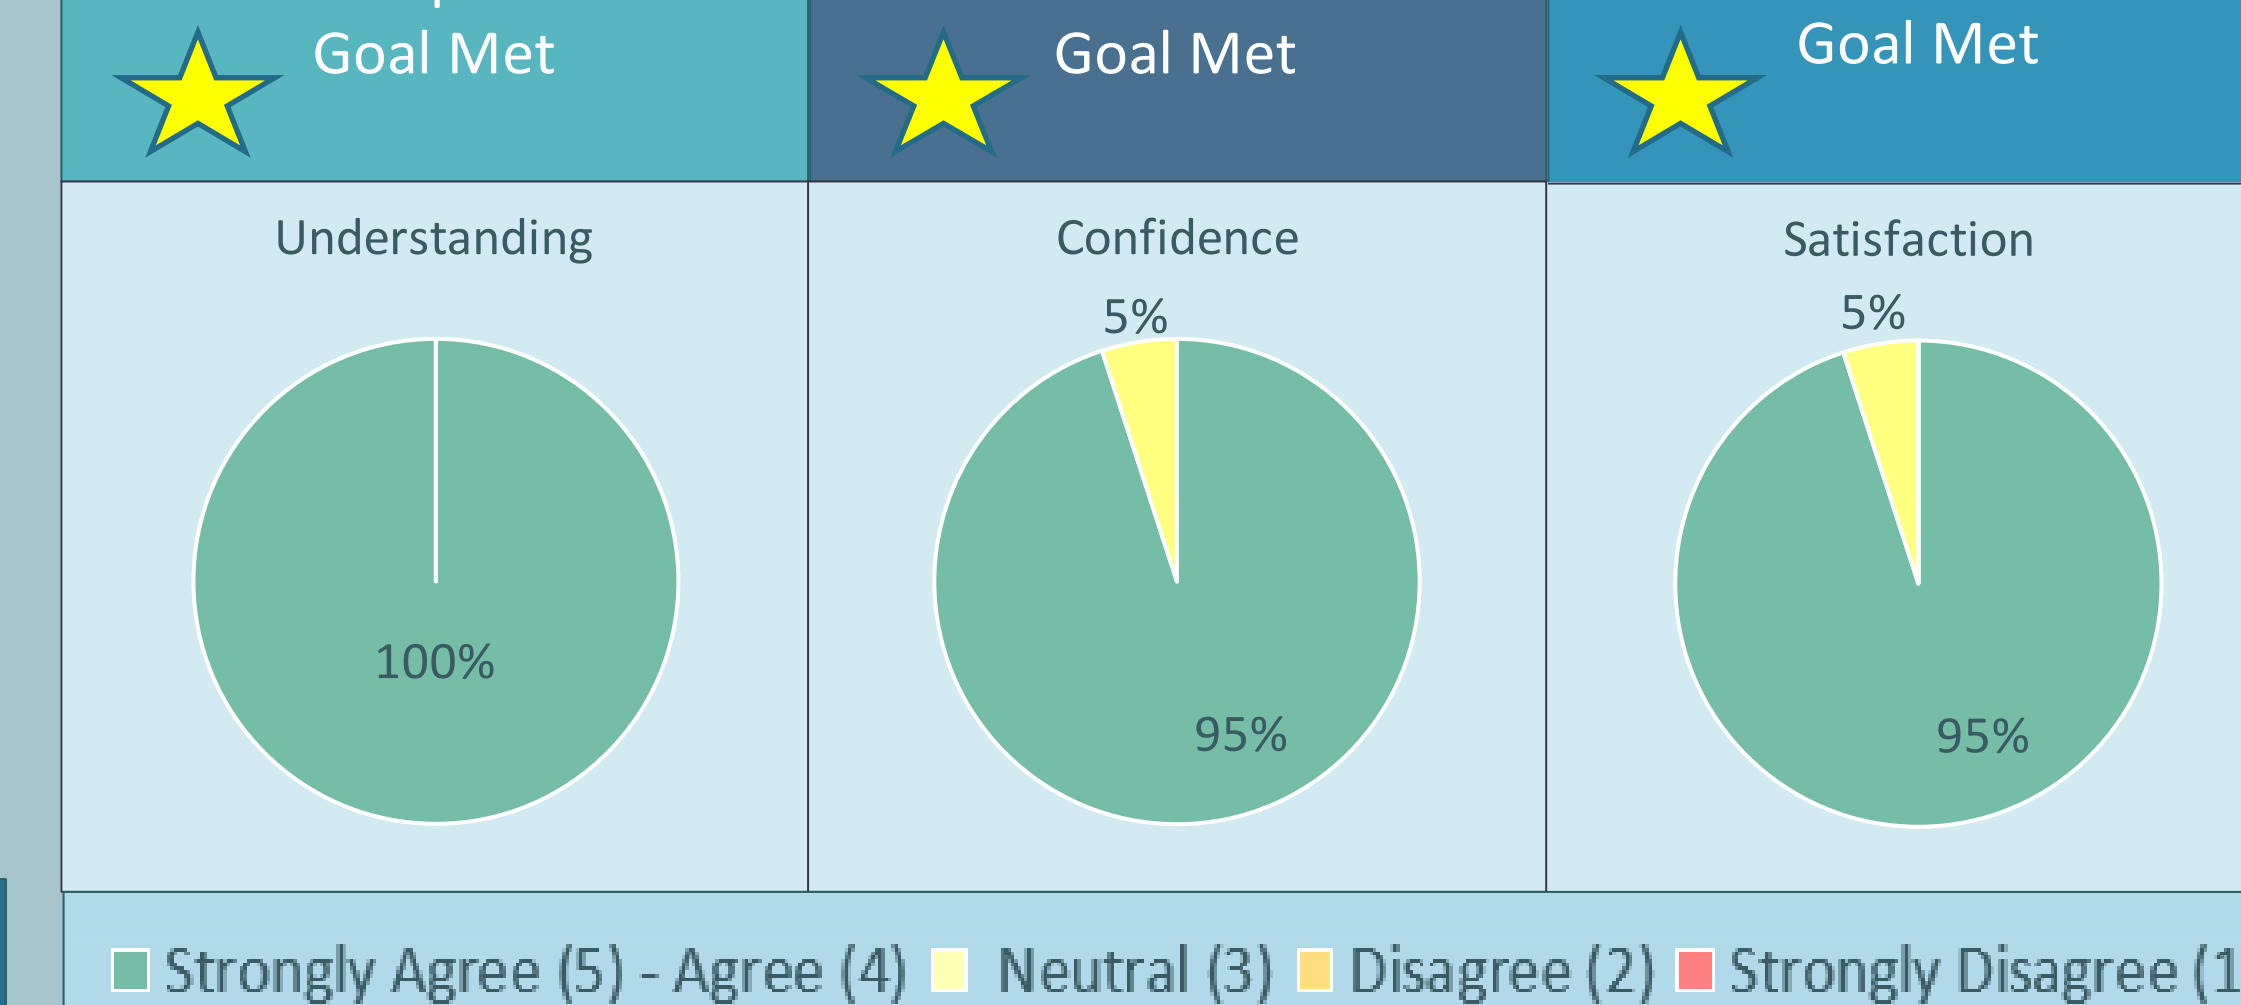 Goal Met
Goal Met
Goal Met
Understanding
Confidence
Satisfaction
5%
5%
100%
95%
95%
Strongly Agree (5) - Agree (4) Neutral (3) Disagree (2) Strongly Disagree (1